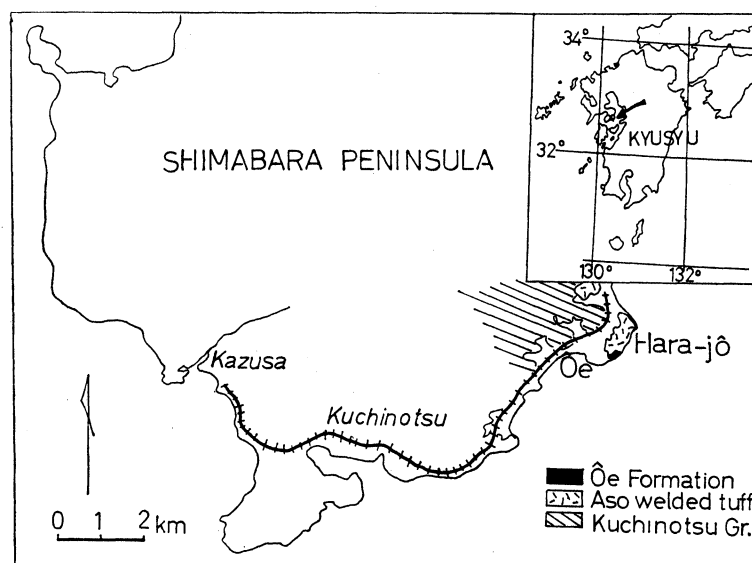 34°
32°
KYUSYU
130° 132°
SHIMABARA PENINSULA
Hara-jô
Ôe
Kazusa
Kuchinotsu
0 1 2 km
Ôe Formation
Aso welded tuff
Kuchinotsu Gr.